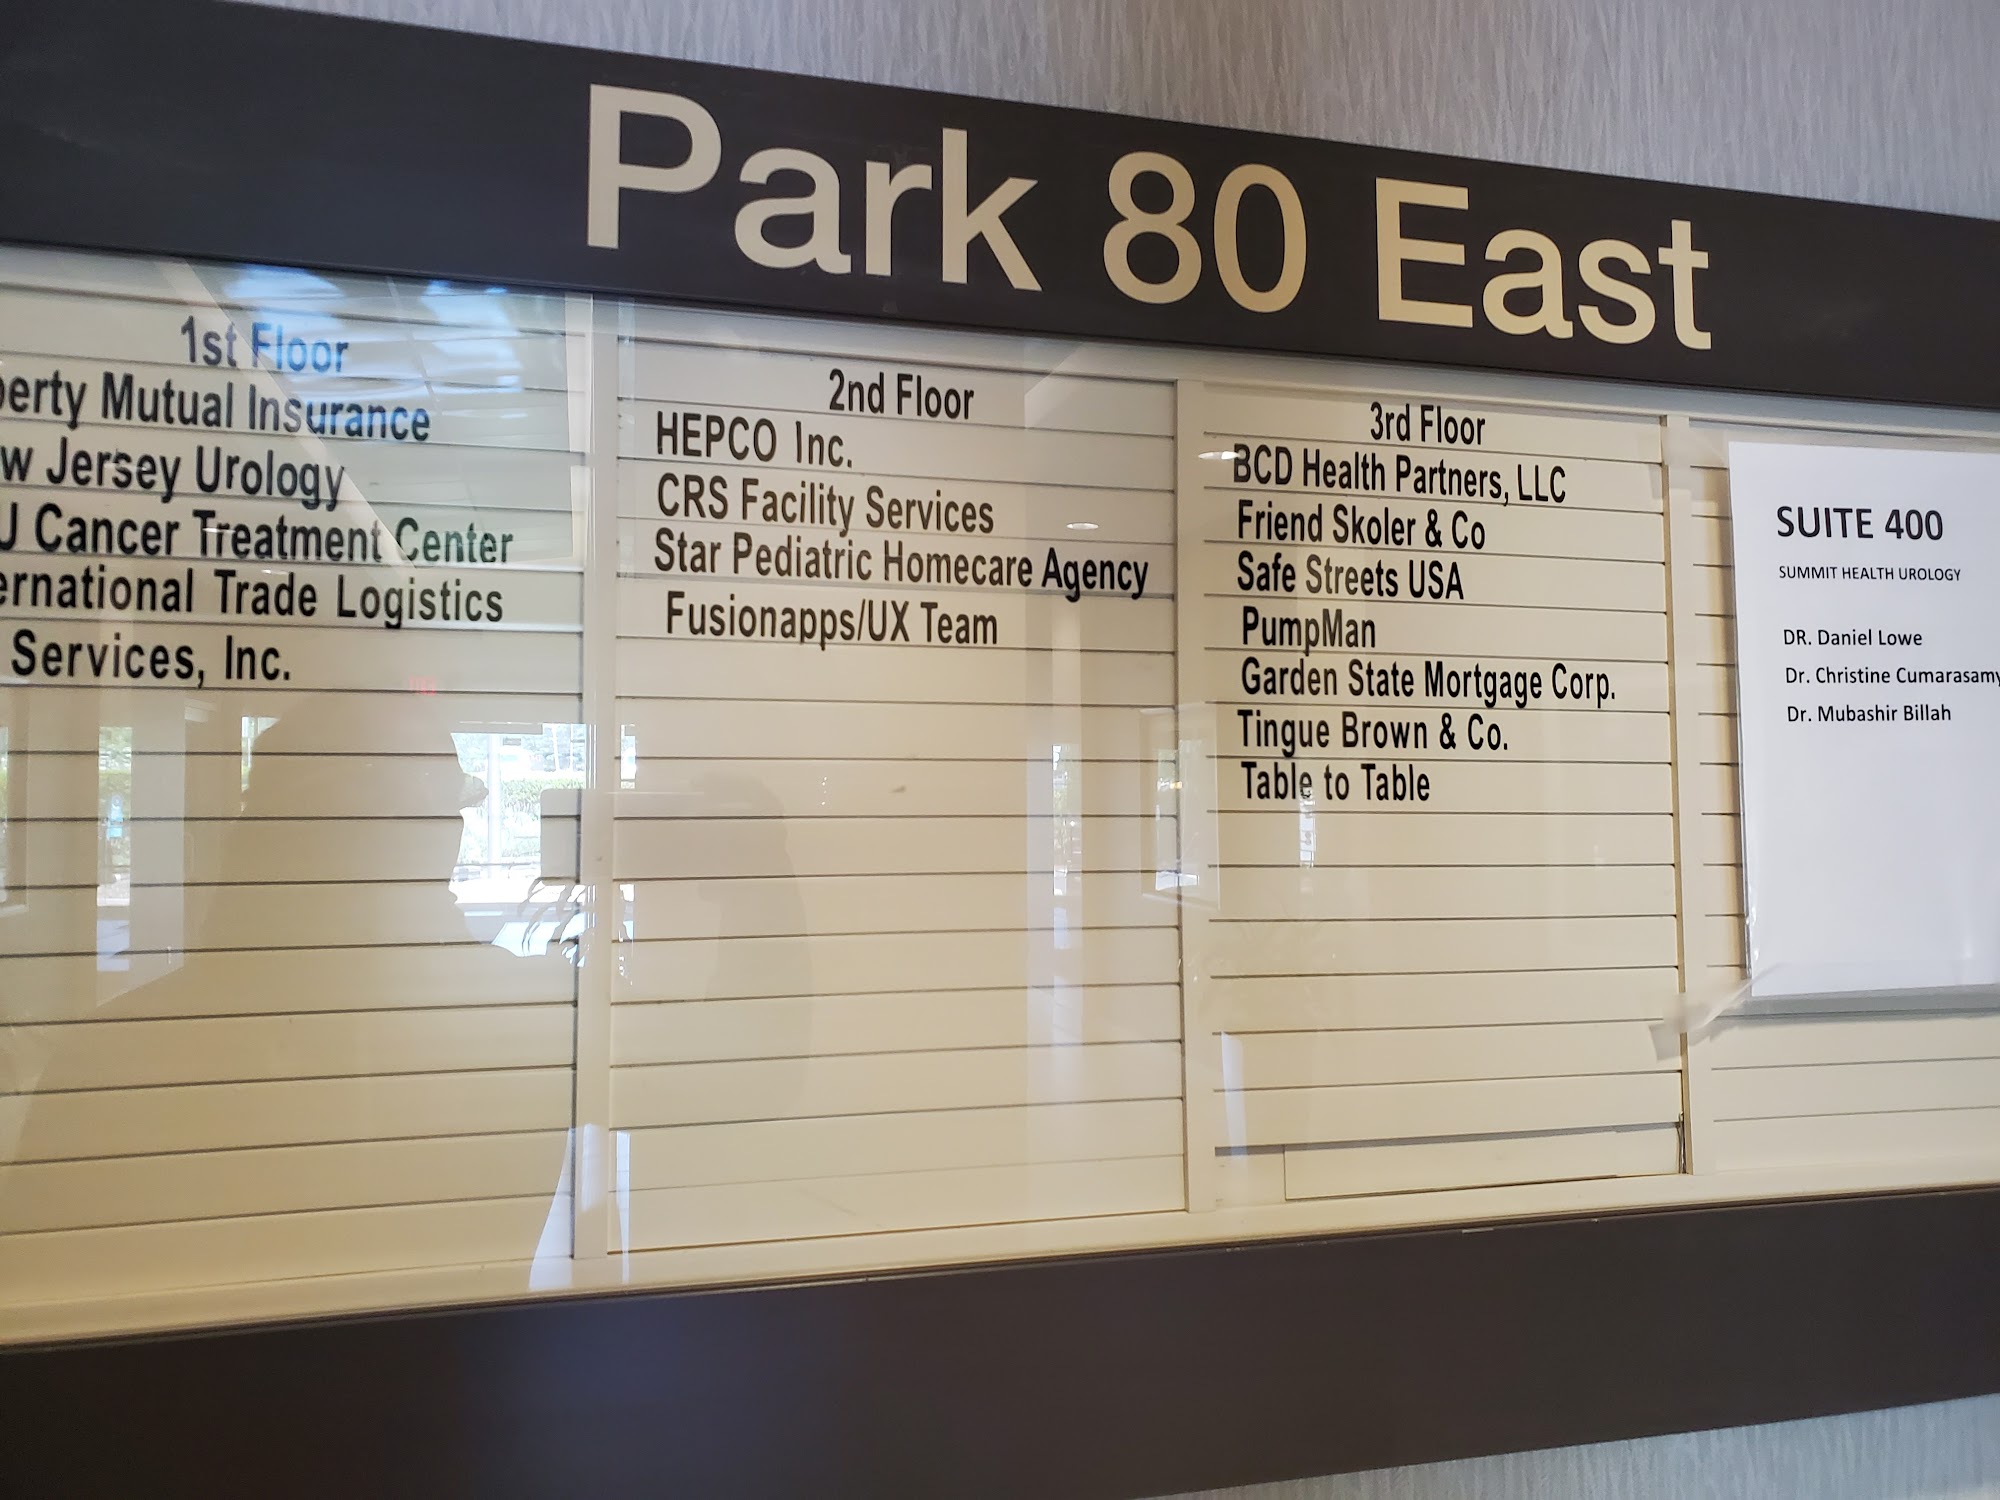 Park 80 East
1st Floor
Mutual Insurance
Jersey Urology
Cancer Treatment Center
Trade Logistics
Services, Inc.
2nd Floor
HEPCO Inc.
CRS Facility Services
Star Pediatric Homecare Agency
Fusionapps/UX Team
3rd Floor
BCD Health Partners, LLC
Friend Skoler & Co
Safe Streets USA
PumpMan
Garden State Mortgage Corp.
Tingue Brown & Co.
Table to Table
SUITE 400
SUMMIT HEALTH UROLOGY
DR. Daniel Lowe
Dr. Christine Cumarasamy
Dr. Mubashir Billah